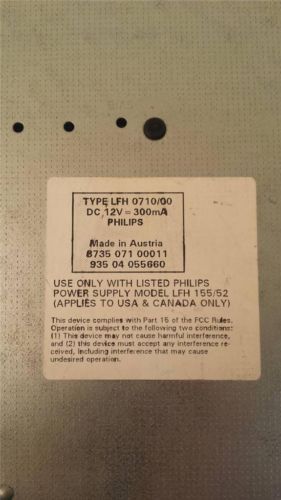 TYPE LFH 0710/00
DC 12V = 300mA
PHILIPS
Made in Austria
8735 071 00011
935 04 055660
USE ONLY WITH LISTED PHILIPS
POWER SUPPLY MODEL LFH 155/52
(APPLIES TO USA & CANADA ONLY)
This device complies with Part 15 of the FCC Rules.
Operation is subject to the following two conditions:
(1) This device may not cause harmful interference,
and (2) this device must accept any interference re-
ceived, including interference that may cause
undesired operation.